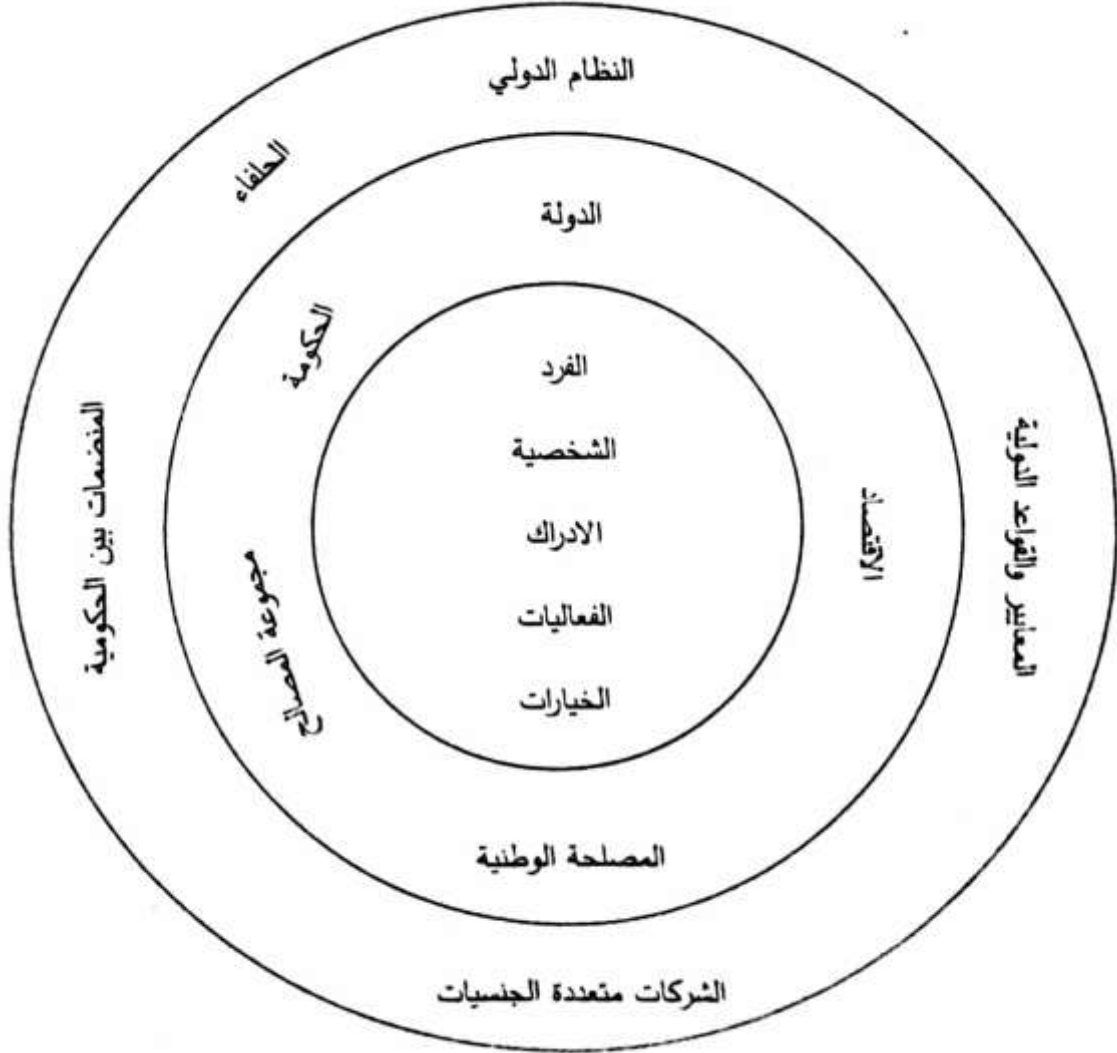 النظام الدولي
الحلفاء
الدولة
الحكومة
الفرد
الشخصية
الادراك
الفعاليات
الخيارات
الاقتصاد
المعايير والقواعد الدولية
المنضمات بين الحكومية
مجموعة المصالح
المصلحة الوطنية
الشركات متعددة الجنسيات